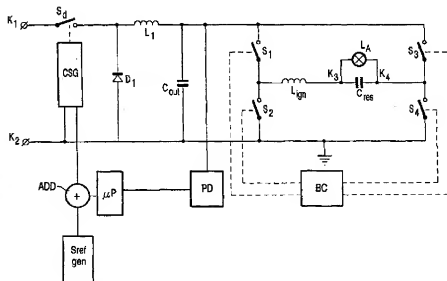 K1
Sd
L1
CSG
D1
Cout
S1
LA
S3
K3
K4
Lign
Cres
S2
S4
K2
ADD
+
µP
PD
BC
Sref
gen